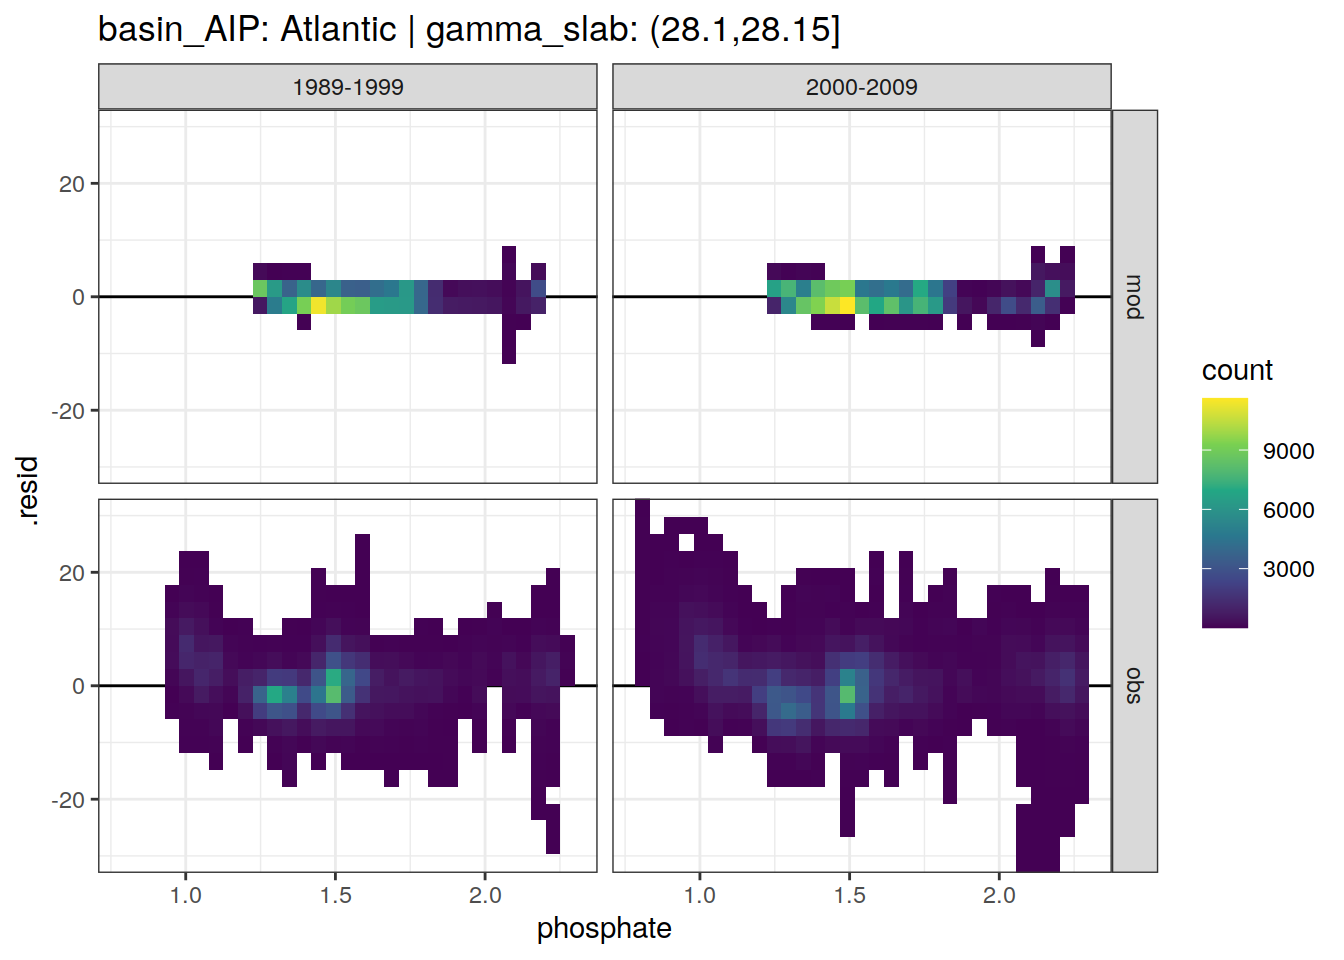 basin_AIP: Atlantic | gamma_slab: (28.1,28.15]
1989-1999
2000-2009
20
0
-20
mod
20
0
-20
obs
.resid
1.0
1.5
2.0
1.0
1.5
2.0
phosphate
count
9000
6000
3000